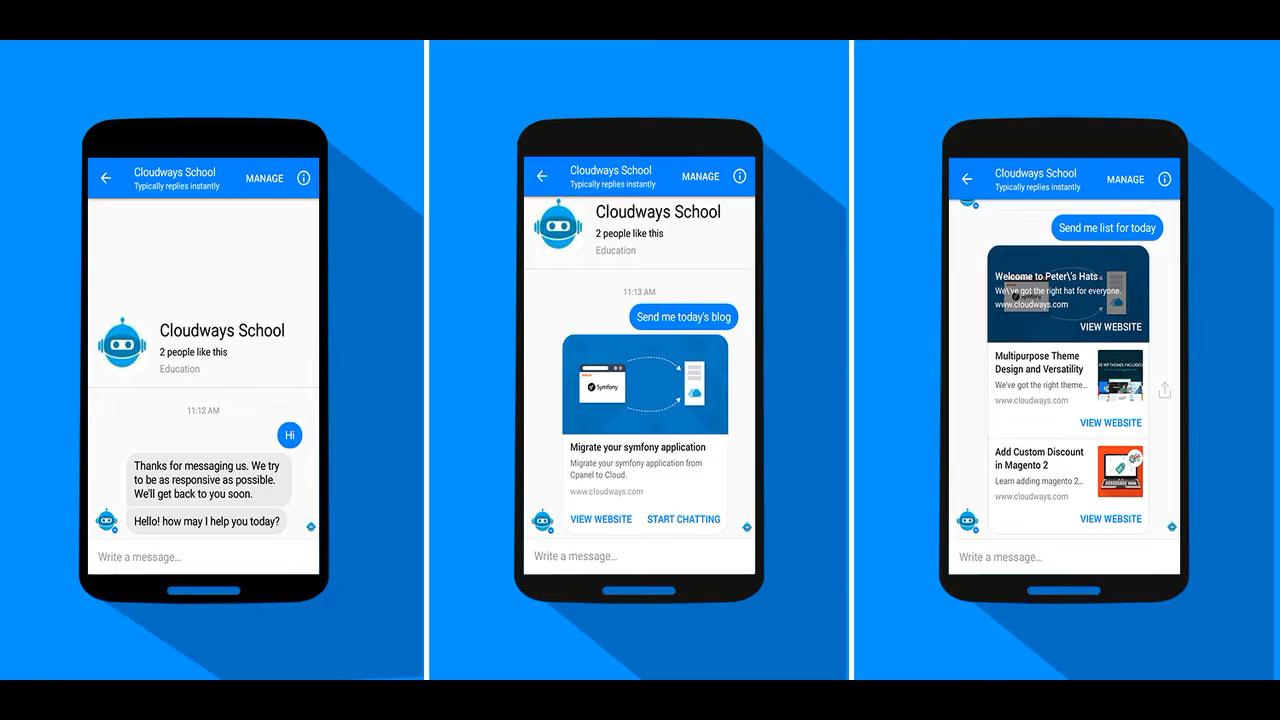 Cloudways School
Typically replies instantly
MANAGE
Cloudways School
2 people like this
Education
11:12 AM
Hi
Thanks for messaging us. We try
to be as responsive as possible.
We'll get back to you soon.
Hello! how may I help you today?
Write a message...
Cloudways School
Typically replies instantly
MANAGE
Cloudways School
2 people like this
Education
11:13 AM
Send me today's blog
Symfony
Migrate your symfony application
Migrate your symfony application from
Cpanel to Cloud.
www.cloudways.com
VIEW WEBSITE
START CHATTING
Write a message...
Cloudways School
Typically replies instantly
MANAGE
Send me list for today
Welcome to Peter\'s Hats
We\'ve got the right hat for everyone.
www.cloudways.com
VIEW WEBSITE
Multipurpose Theme
Design and Versatility
We've got the right theme...
www.cloudways.com
VIEW WEBSITE
Add Custom Discount
in Magento 2
Learn adding magento 2...
www.cloudways.com
VIEW WEBSITE
Write a message...